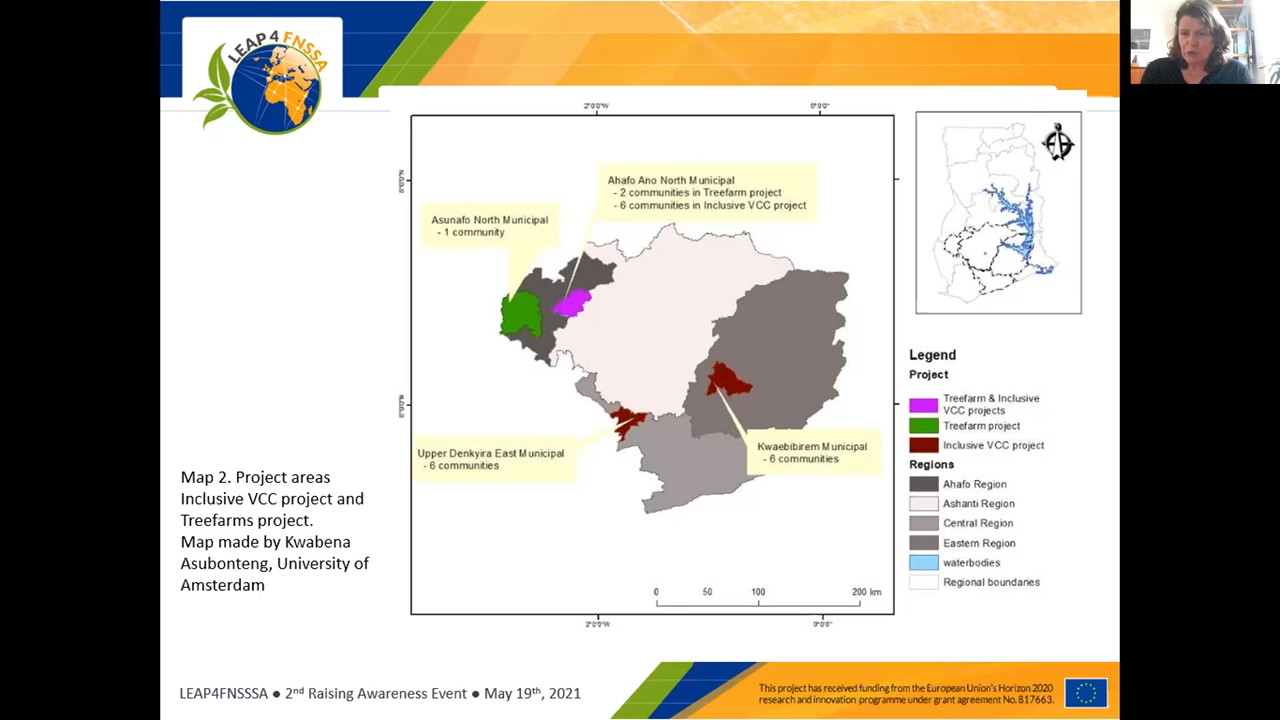 LEAP 4 FNSSA
2°0'0"W
0°0'0"
Ahafo Ano North Municipal
- 2 communities in Treefarm project
- 6 communities in Inclusive VCC project
Asunafo North Municipal
- 1 community
Upper Denkyira East Municipal
- 6 communities
Kwaebibirem Municipal
- 6 communities
0 50 100 200 km
2°0'0"W
Legend
Project
Treefarm & Inclusive
VCC projects
Treefarm project
Inclusive VCC project
Regions
Ahafo Region
Ashanti Region
Central Region
Eastern Region
waterbodies
Regional boundaries
Map 2. Project areas
Inclusive VCC project and
Treefarms project.
Map made by Kwabena
Asubonteng, University of
Amsterdam
LEAP4FNSSSA ● 2nd Raising Awareness Event ● May 19th, 2021
This project has received funding from the European Union's Horizon 2020
research and innovation programme under grant agreement No. 817663.